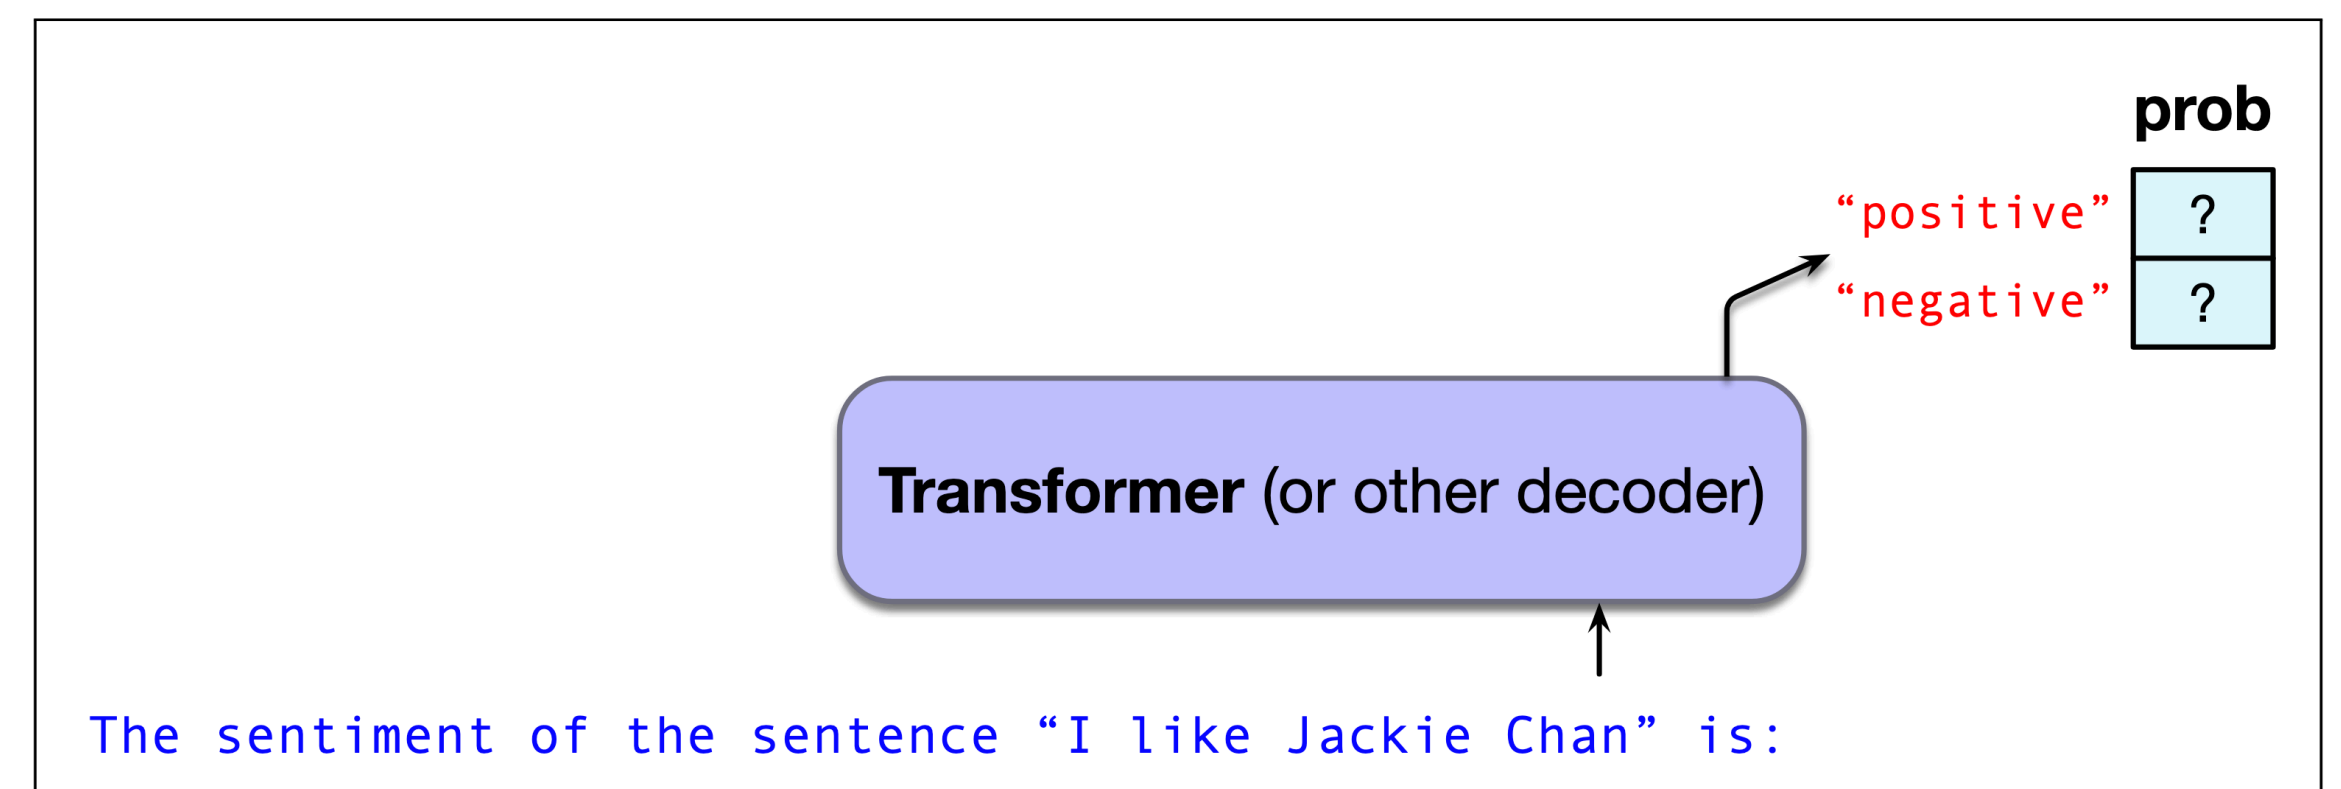 prob
“positive” ?
“negative” ?
Transformer (or other decoder)
The sentiment of the sentence “I like Jackie Chan” is: